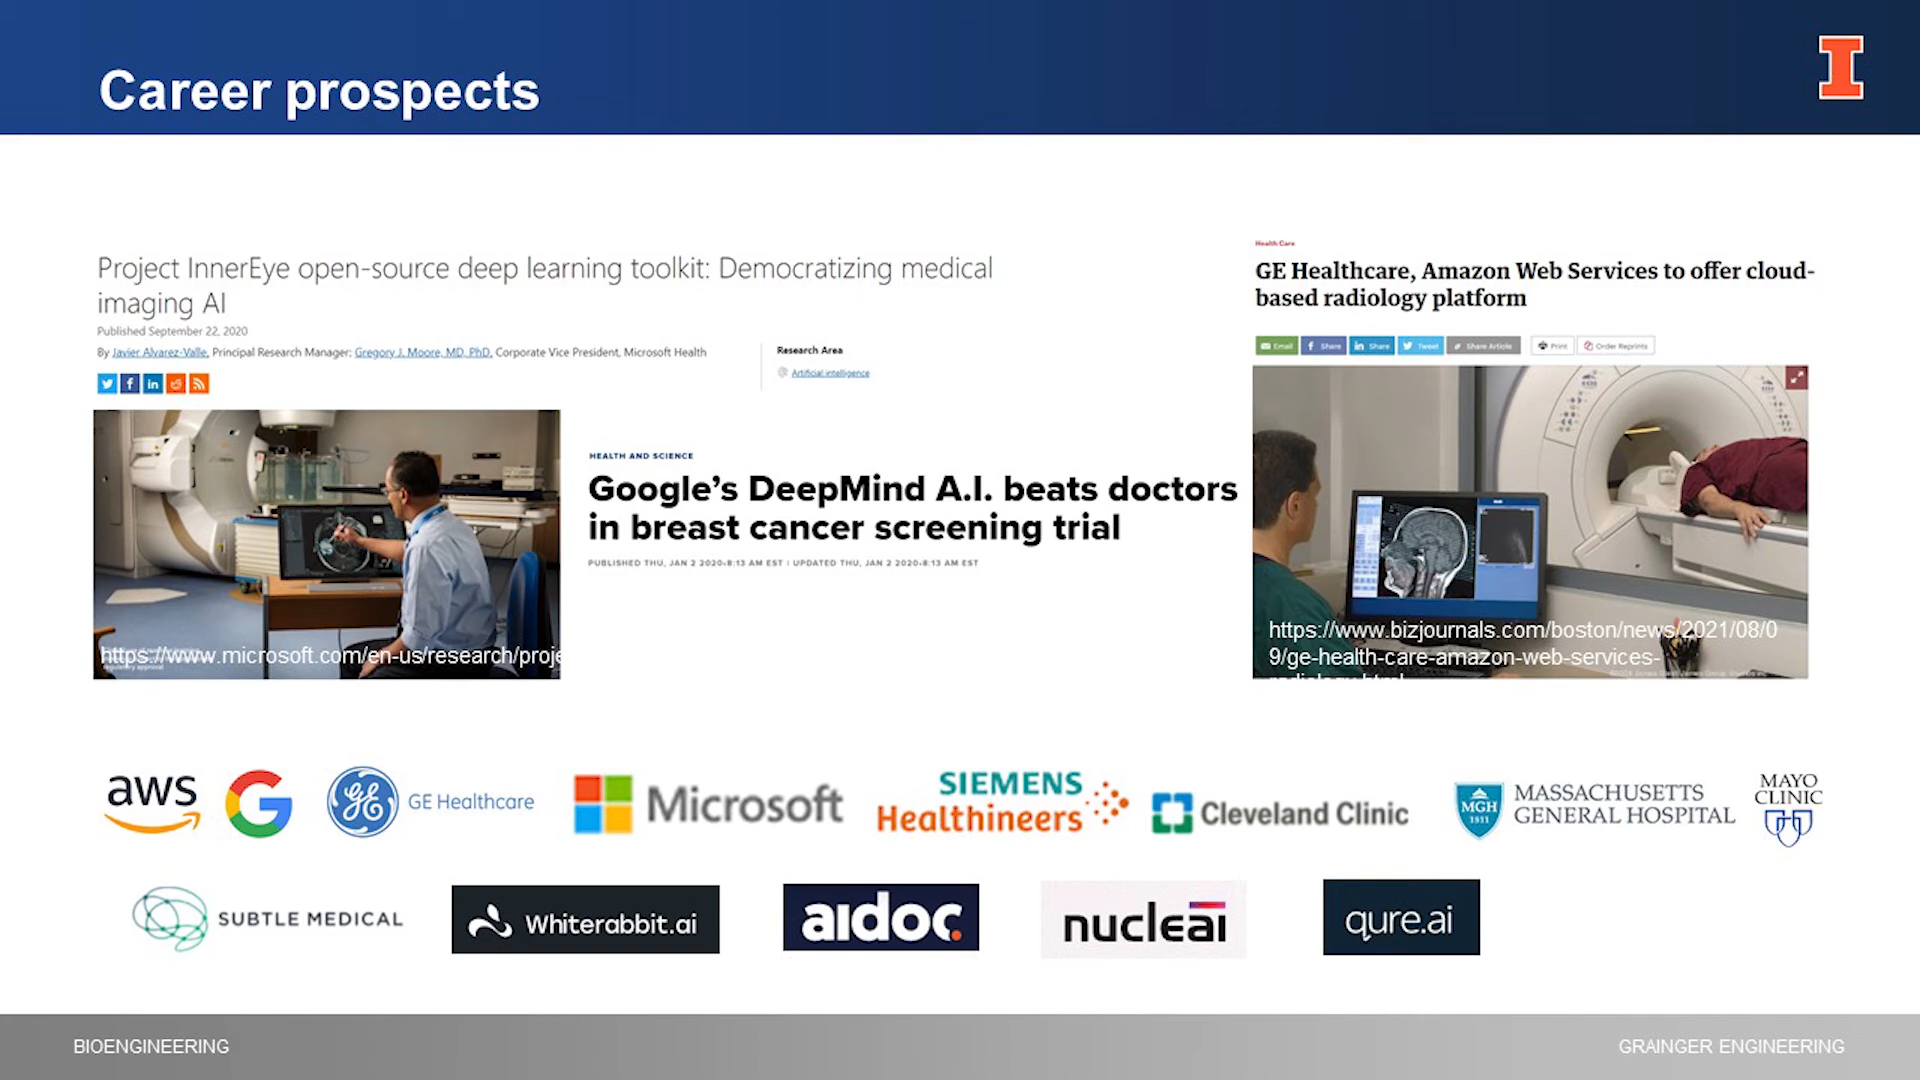 Career prospects
I
Project InnerEye open-source deep learning toolkit: Democratizing medical
imaging AI
Published September 22, 2020
By Javier Alvarez-Valle, Principal Research Manager; Gregory J. Moore, MD, PhD, Corporate Vice President, Microsoft Health
Research Area
Artificial intelligence
https://www.microsoft.com/en-us/research/proje
regulatory approval
HEALTH AND SCIENCE
Google's DeepMind A.I. beats doctors
in breast cancer screening trial
PUBLISHED THU, JAN 2 2020 8:13 AM EST | UPDATED THU, JAN 2 2020 8:13 AM EST
Health Care
GE Healthcare, Amazon Web Services to offer cloud-
based radiology platform
Email Share Share Tweet Share Article Print Order Reprints
https://www.bizjournals.com/boston/news/2021/08/0
9/ge-health-care-amazon-web-services-
radiology.html
aws
G
GE GE Healthcare
Microsoft
SIEMENS
Healthineers
Cleveland Clinic
MGH
1811
MASSACHUSETTS
GENERAL HOSPITAL
MAYO
CLINIC
SUBTLE MEDICAL
Whiterabbit.ai
aidoc.
nucleai
qure.ai
BIOENGINEERING
GRAINGER ENGINEERING